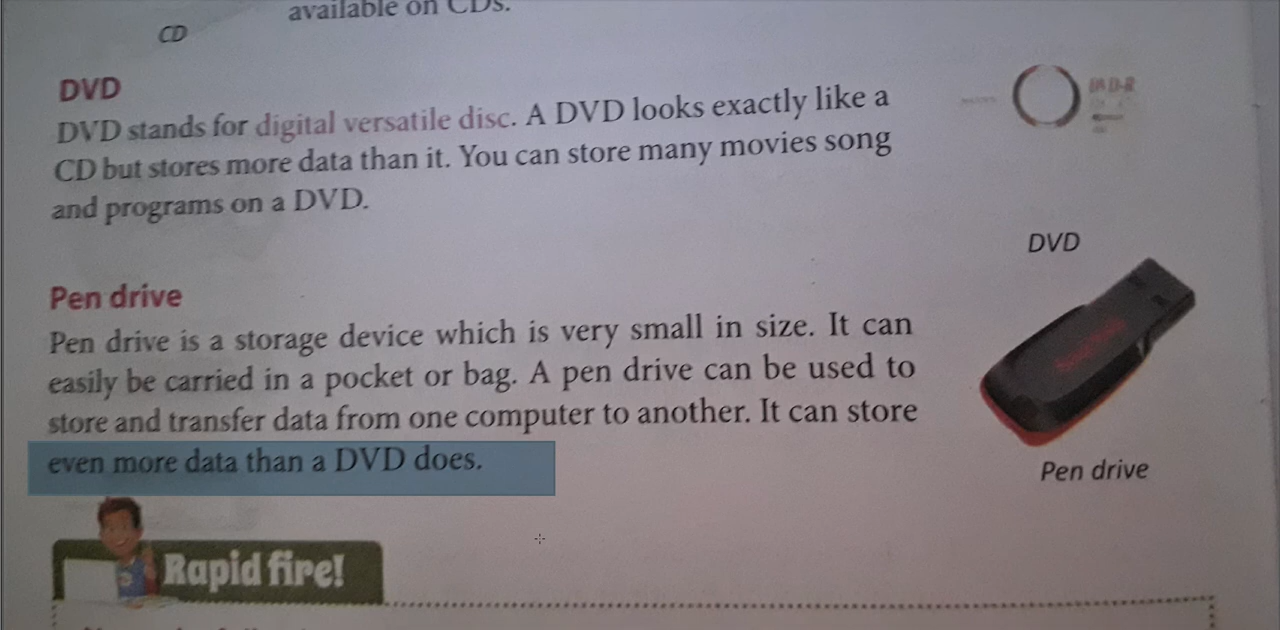 available on CDs.
CD
DVD
DVD stands for digital versatile disc. A DVD looks exactly like a
CD but stores more data than it. You can store many movies song
and programs on a DVD.
DVD-R
DVD
Pen drive
Pen drive is a storage device which is very small in size. It can
easily be carried in a pocket or bag. A pen drive can be used to
store and transfer data from one computer to another. It can store
even more data than a DVD does.
Pen drive
Rapid fire!